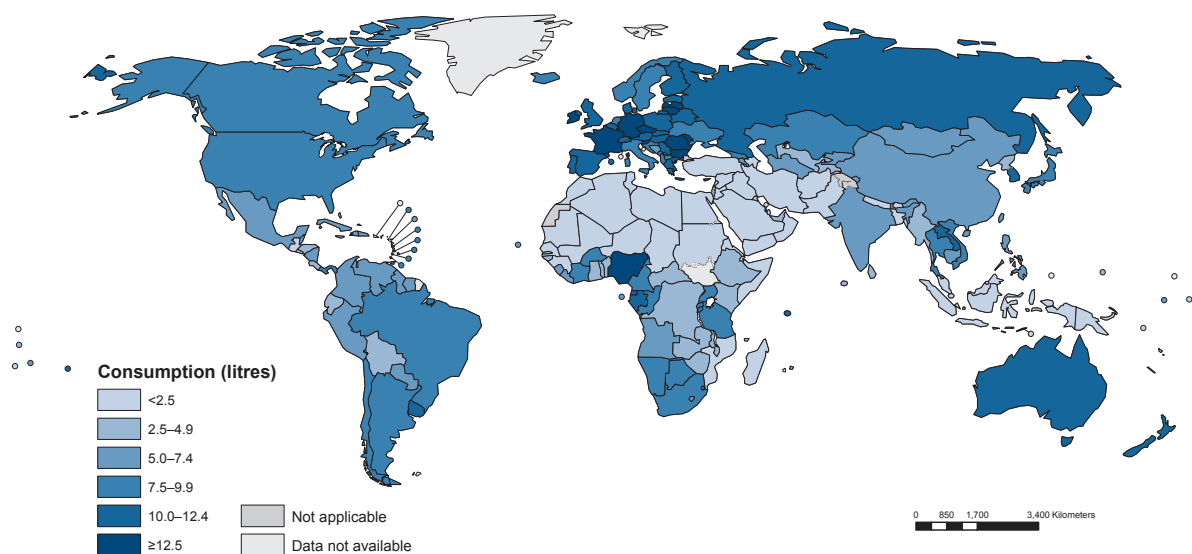 Consumption (litres)
<2.5
2.5–4.9
5.0–7.4
7.5–9.9
10.0–12.4
≥12.5
Not applicable
Data not available
0 850 1,700 3,400 Kilometers